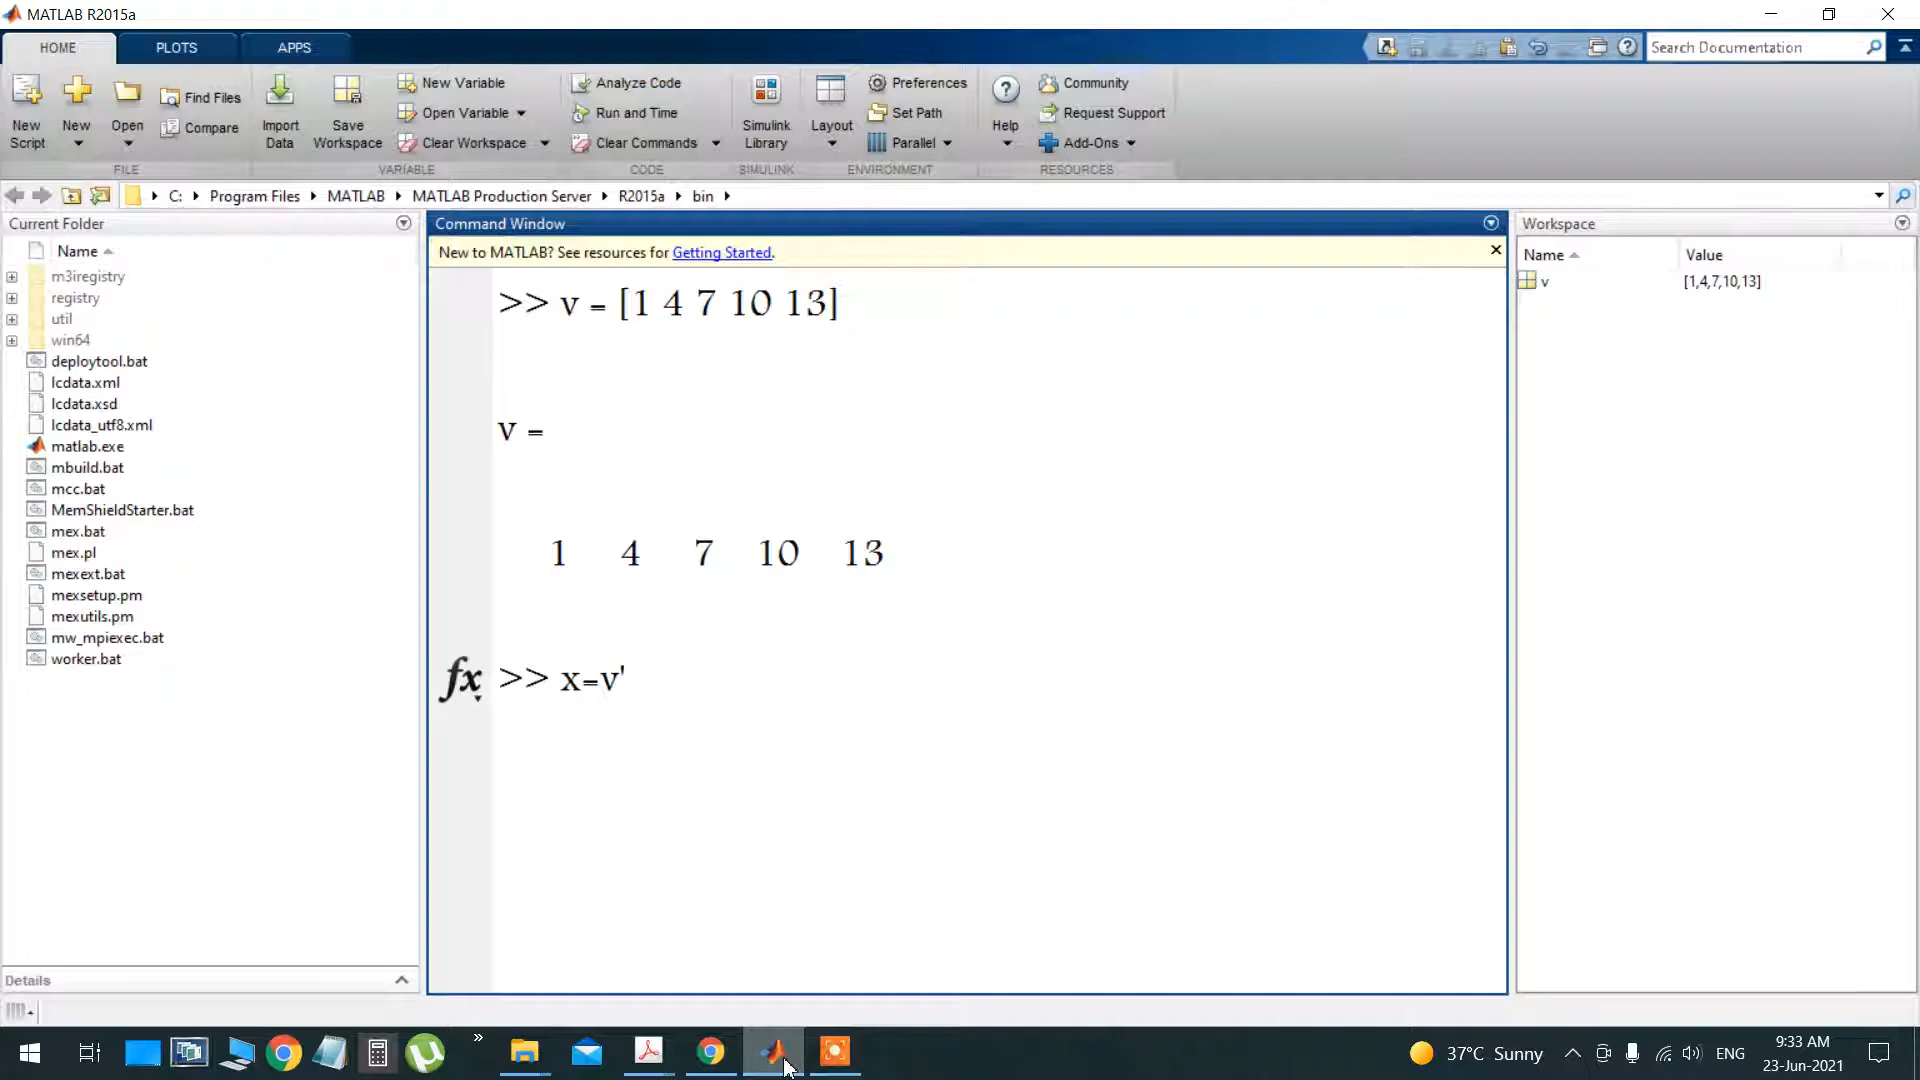 MATLAB R2015a
HOME PLOTS APPS
Search Documentation
New Script
New
Open
Find Files
Compare
FILE
Import Data
Save Workspace
New Variable
Open Variable
Clear Workspace
VARIABLE
Analyze Code
Run and Time
Clear Commands
CODE
Simulink Library
SIMULINK
Layout
Preferences
Set Path
Parallel
ENVIRONMENT
Help
Community
Request Support
Add-Ons
RESOURCES
C: Program Files MATLAB MATLAB Production Server R2015a bin
Current Folder
Name
m3iregistry
registry
util
win64
deploytool.bat
lcdata.xml
lcdata.xsd
lcdata_utf8.xml
matlab.exe
mbuild.bat
mcc.bat
MemShieldStarter.bat
mex.bat
mex.pl
mexext.bat
mexsetup.pm
mexutils.pm
mw_mpiexec.bat
worker.bat
Details
Command Window
New to MATLAB? See resources for Getting Started.
>> v = [1 4 7 10 13]
v =
1 4 7 10 13
fx >> x=v'
Workspace
Name Value
v [1,4,7,10,13]
37°C Sunny
ENG
9:33 AM
23-Jun-2021